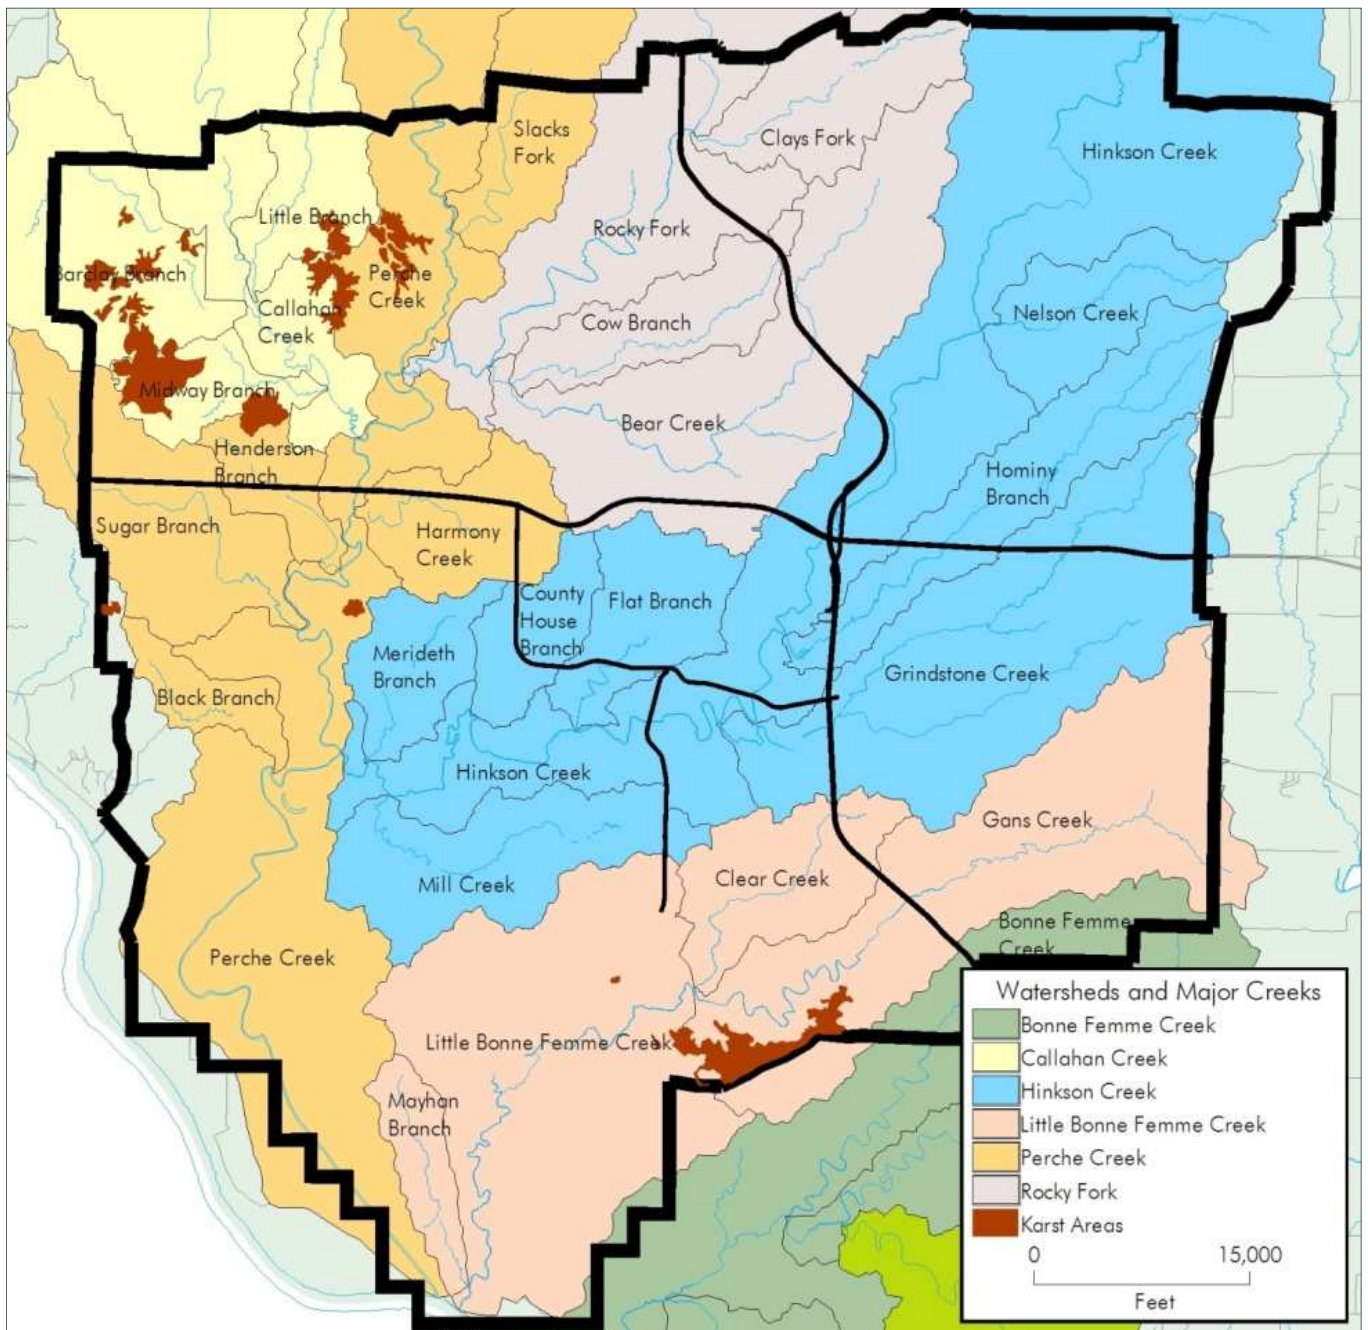 Slacks
Fork
Clays Fork
Hinkson Creek
Little Branch
Rocky Fork
Barclay Branch
Perche
Creek
Callahan
Creek
Nelson Creek
Cow Branch
Midway Branch
Bear Creek
Henderson
Branch
Hominy
Branch
Sugar Branch
Harmony
Creek
County
House
Branch
Flat Branch
Merideth
Branch
Grindstone Creek
Black Branch
Hinkson Creek
Gans Creek
Mill Creek
Clear Creek
Bonne Femme
Creek
Perche Creek
Little Bonne Femme Creek
Mayhan
Branch
Watersheds and Major Creeks
Bonne Femme Creek
Callahan Creek
Hinkson Creek
Little Bonne Femme Creek
Perche Creek
Rocky Fork
Karst Areas
0 15,000
Feet